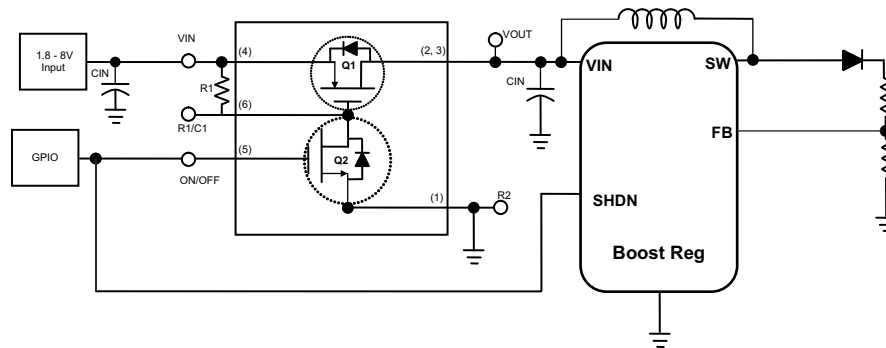 1.8 - 8V
Input
CIN
VIN
(4)
R1
(6)
R1/C1
Q1
(2, 3)
VOUT
CIN
VIN
SW
FB
SHDN
Boost Reg
GPIO
(5)
ON/OFF
Q2
(1)
R2